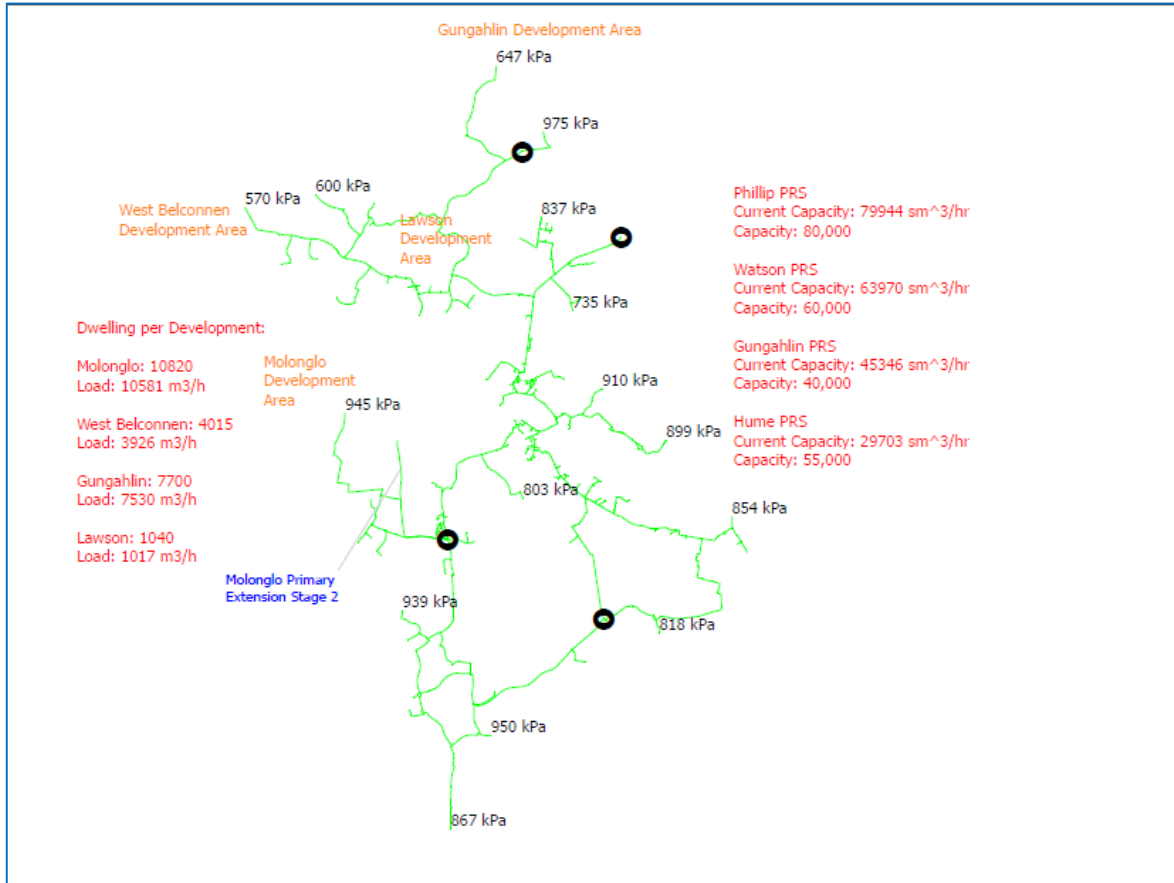 Gungahlin Development Area
647 kPa
975 kPa
600 kPa
570 kPa
West Belconnen
Development Area
Lawson
Development
Area
837 kPa
735 kPa
Phillip PRS
Current Capacity: 79944 sm^3/hr
Capacity: 80,000
Watson PRS
Current Capacity: 63970 sm^3/hr
Capacity: 60,000
Gungahlin PRS
Current Capacity: 45346 sm^3/hr
Capacity: 40,000
Hume PRS
Current Capacity: 29703 sm^3/hr
Capacity: 55,000
Dwelling per Development:
Molonglo: 10820
Load: 10581 m3/h
West Belconnen: 4015
Load: 3926 m3/h
Gungahlin: 7700
Load: 7530 m3/h
Lawson: 1040
Load: 1017 m3/h
Molonglo
Development
Area
945 kPa
910 kPa
899 kPa
803 kPa
854 kPa
Molonglo Primary
Extension Stage 2
939 kPa
818 kPa
950 kPa
867 kPa